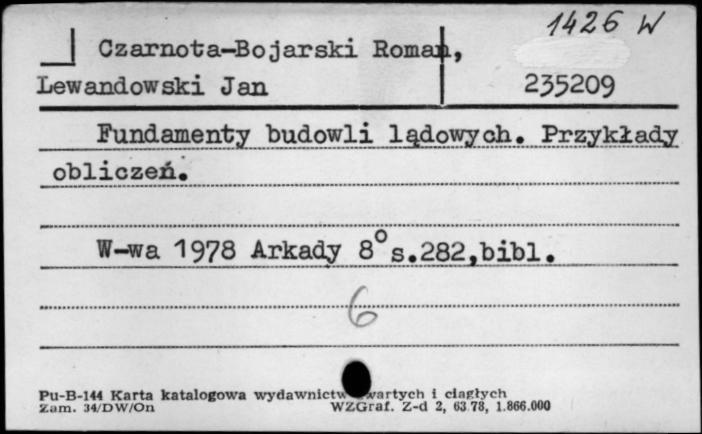 1426 W
Czarnota-Bojarski Roman,
Lewandowski Jan 235209
Fundamenty budowli lądowych. Przykłady
obliczeń.
W-wa 1978 Arkady 8° s.282,bibl.
6
Pu-B-144 Karta katalogowa wydawnictw zwartych i ciągłych
Zam. 34/DW/On WZGraf. Z-d 2, 63.78, 1.866.000